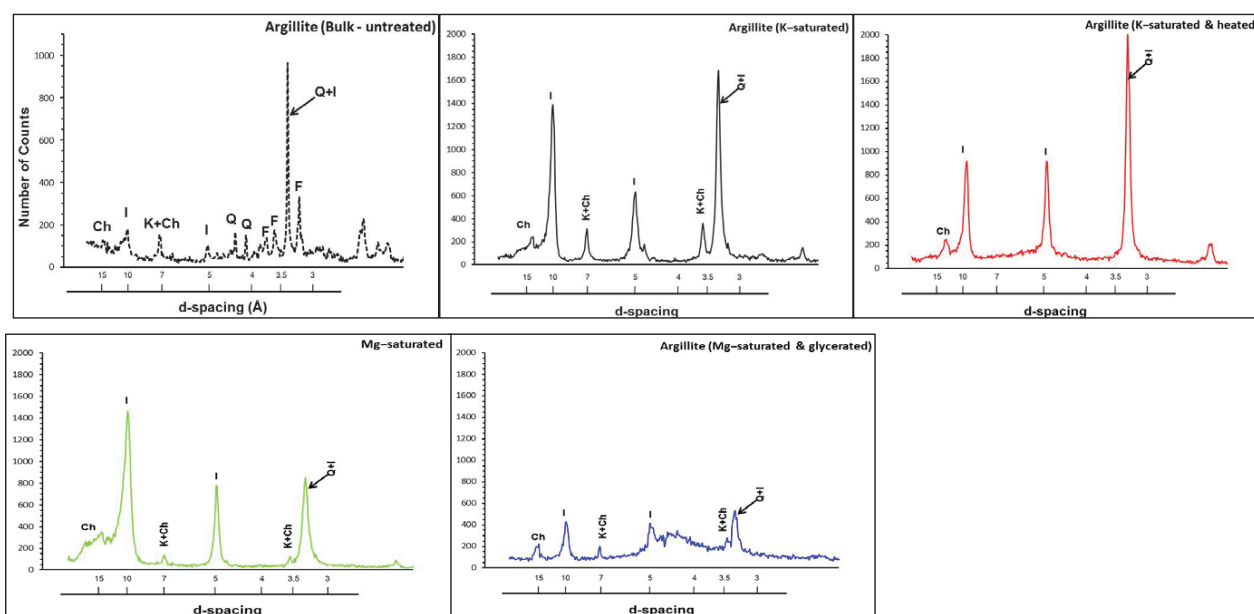 Argillite (Bulk - untreated)
Number of Counts
1000
800
600
400
200
0
Ch
I
K+Ch
I
Q
Q
F
F
Q+I
F
15 10 7 5 4 3.5 3
d-spacing (Å)
Argillite (K–saturated)
2000
1800
1600
1400
1200
1000
800
600
400
200
0
Ch
I
K+Ch
I
K+Ch
Q+I
15 10 7 5 4 3.5 3
d-spacing
Argillite (K–saturated & heated)
2000
1800
1600
1400
1200
1000
800
600
400
200
0
Ch
I
I
Q+I
15 10 7 5 4 3.5 3
d-spacing
Mg–saturated
2000
1800
1600
1400
1200
1000
800
600
400
200
0
Ch
I
K+Ch
I
K+Ch
Q+I
15 10 7 5 4 3.5 3
d-spacing
Argillite (Mg–saturated & glycerated)
2000
1800
1600
1400
1200
1000
800
600
400
200
0
Ch
I
K+Ch
I
K+Ch
Q+I
15 10 7 5 4 3.5 3
d-spacing